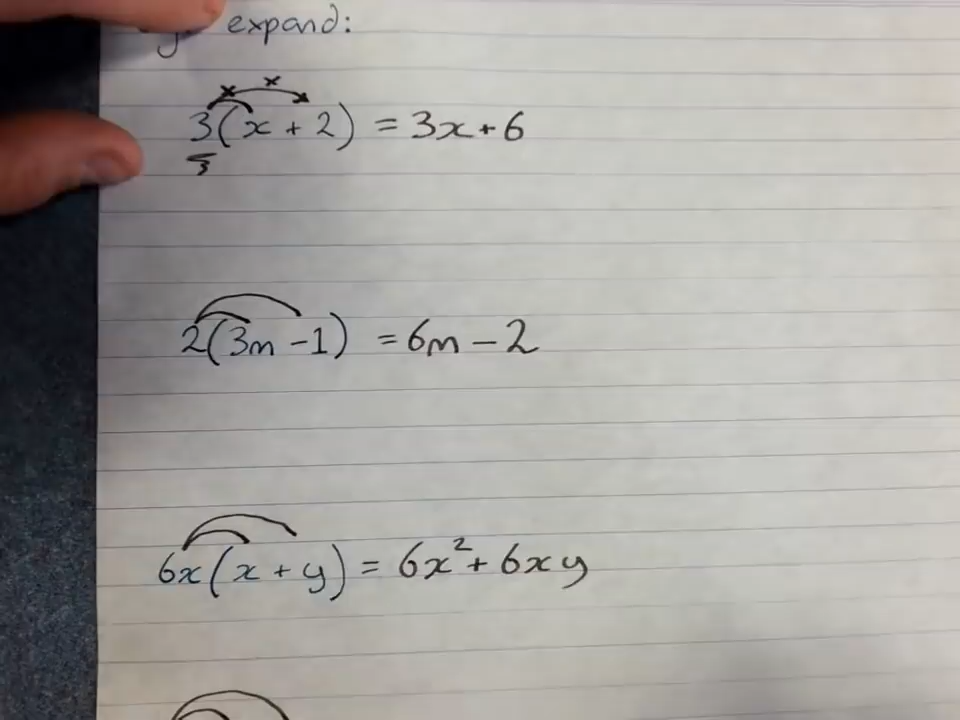 expand:
3(x + 2) = 3x + 6
2(3m - 1) = 6m - 2
6x(x + y) = 6x² + 6xy